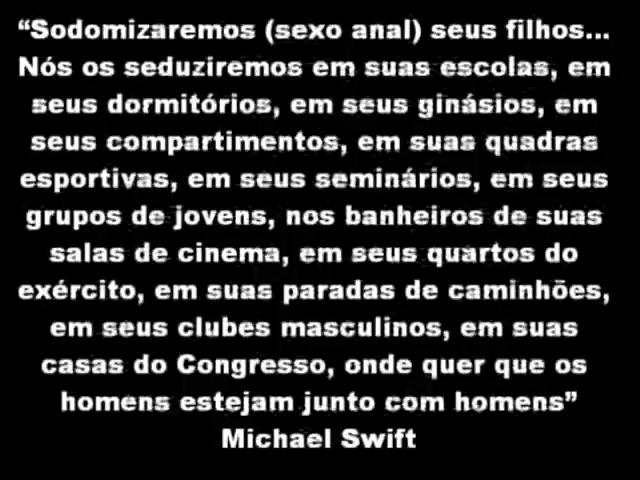 “Sodomizaremos (sexo anal) seus filhos...
Nós os seduziremos em suas escolas, em
seus dormitórios, em seus ginásios, em
seus compartimentos, em suas quadras
esportivas, em seus seminários, em seus
grupos de jovens, nos banheiros de suas
salas de cinema, em seus quartos do
exército, em suas paradas de caminhões,
em seus clubes masculinos, em suas
casas do Congresso, onde quer que os
homens estejam junto com homens”
Michael Swift